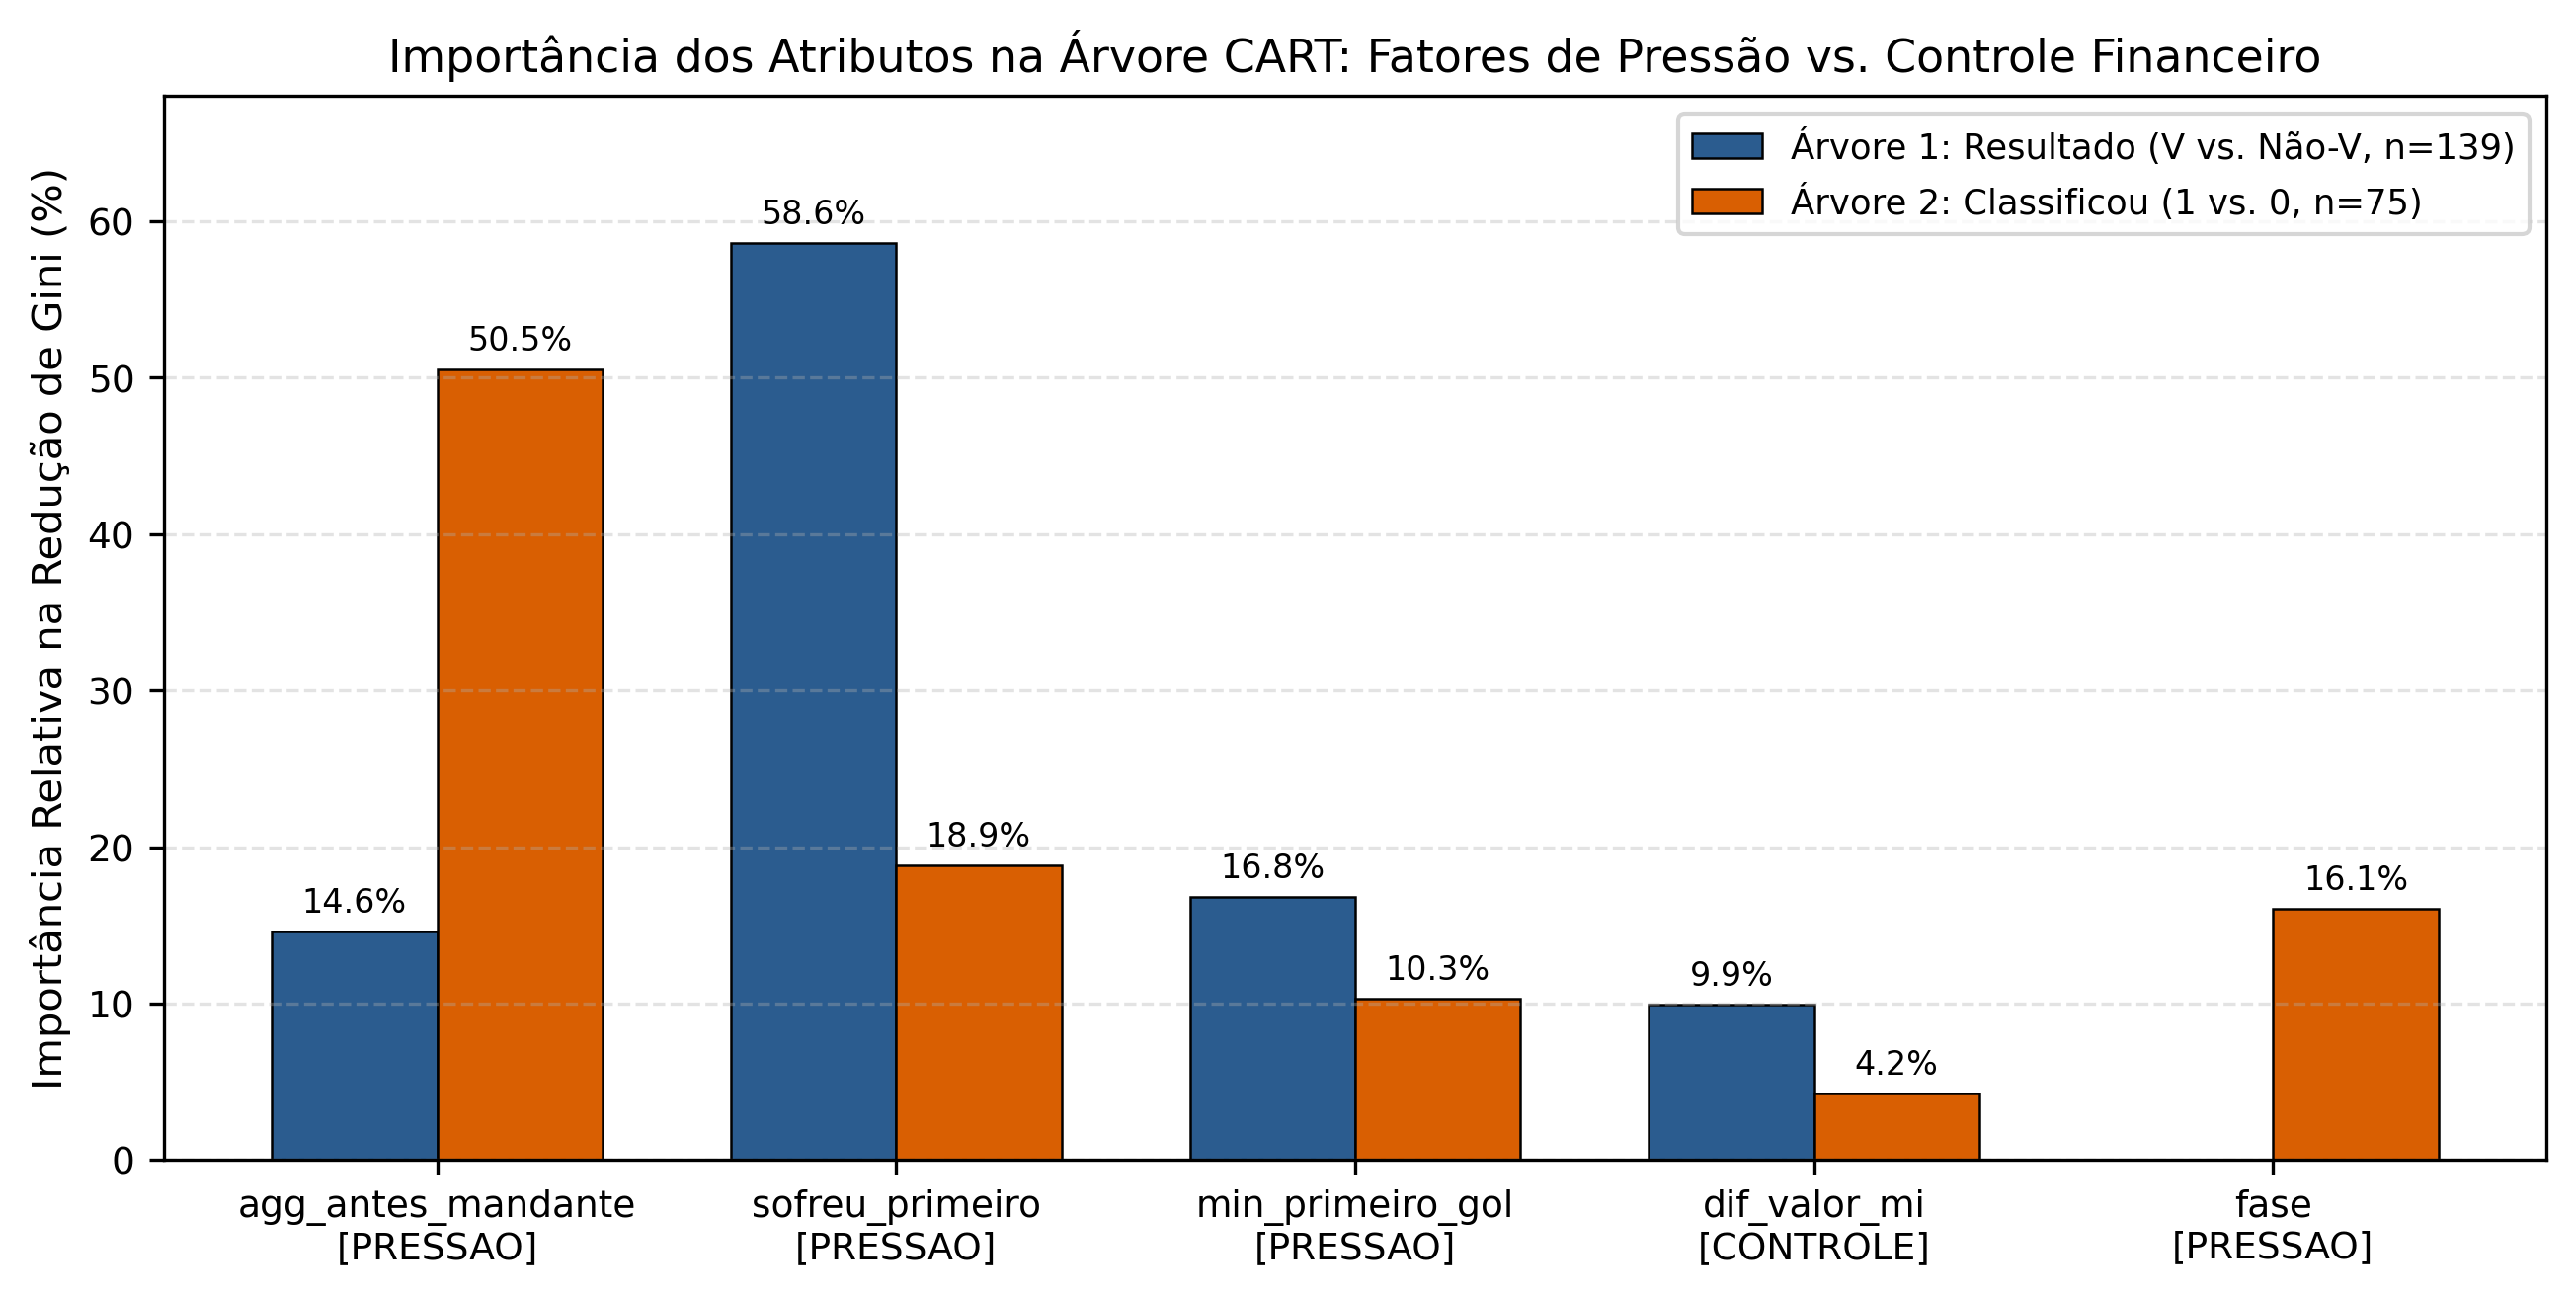 Importância dos Atributos na Árvore CART: Fatores de Pressão vs. Controle Financeiro
Importância Relativa na Redução de Gini (%)
Árvore 1: Resultado (V vs. Não-V, n=139)
Árvore 2: Classificou (1 vs. 0, n=75)
60
50
40
30
20
10
0
14.6%
50.5%
58.6%
18.9%
16.8%
10.3%
9.9%
4.2%
16.1%
agg_antes_mandante
[PRESSAO]
sofreu_primeiro
[PRESSAO]
min_primeiro_gol
[PRESSAO]
dif_valor_mi
[CONTROLE]
fase
[PRESSAO]